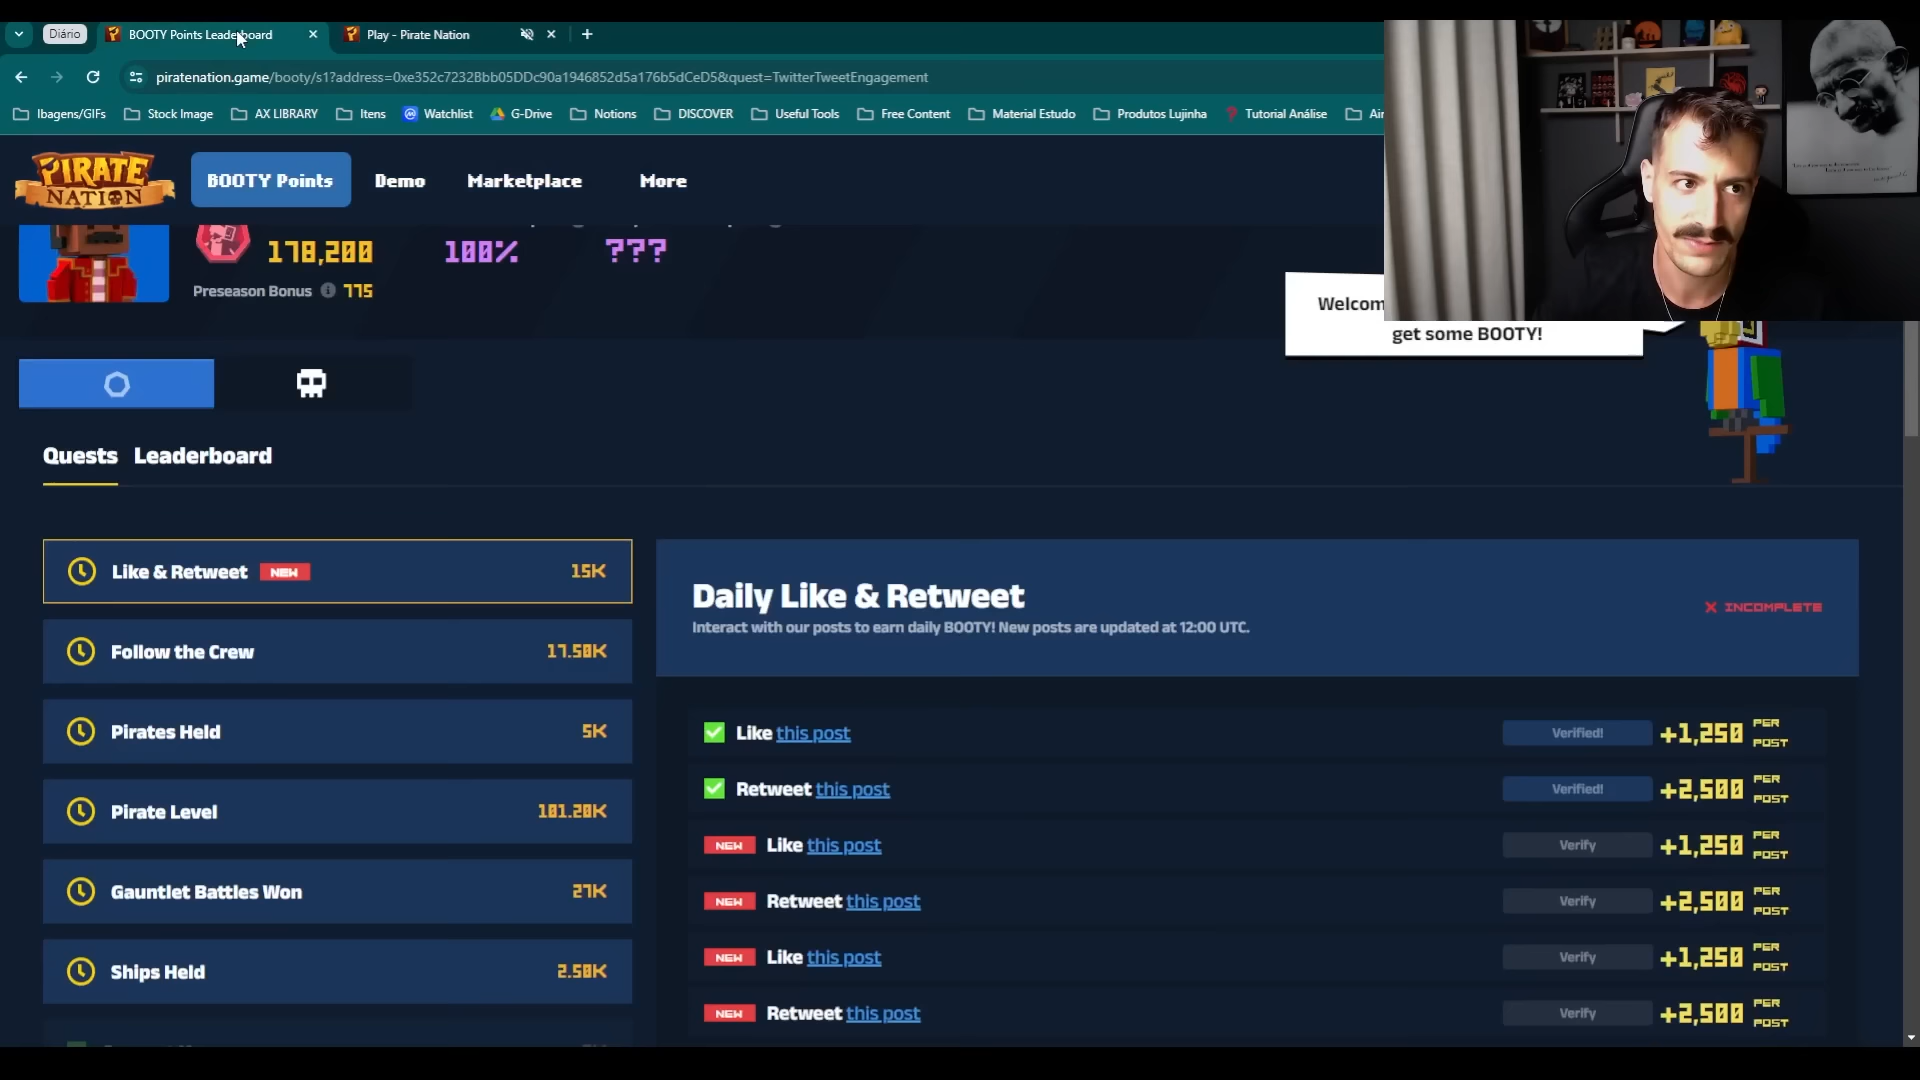 Diário
BOOTY Points Leaderboard
Play - Pirate Nation
piratenation.game/booty/s1?address=0xe352c7232Bbb05DDc90a1946852d5a176b5dCeD5&quest=TwitterTweetEngagement
Ibagens/GIFs
Stock Image
AX LIBRARY
Itens
Watchlist
G-Drive
Notions
DISCOVER
Useful Tools
Free Content
Material Estudo
Produtos Lujinha
Tutorial Análise
PIRATE
NATION
BOOTY Points
Demo
Marketplace
More
178,200
100%
???
Preseason Bonus
775
get some BOOTY!
Quests
Leaderboard
Like & Retweet
NEW
15K
Follow the Crew
17.50K
Pirates Held
5K
Pirate Level
101.20K
Gauntlet Battles Won
27K
Ships Held
2.50K
Daily Like & Retweet
INCOMPLETE
Interact with our posts to earn daily BOOTY! New posts are updated at 12:00 UTC.
Like this post
Verified!
+1,250 PER POST
Retweet this post
Verified!
+2,500 PER POST
NEW
Like this post
Verify
+1,250 PER POST
NEW
Retweet this post
Verify
+2,500 PER POST
NEW
Like this post
Verify
+1,250 PER POST
NEW
Retweet this post
Verify
+2,500 PER POST